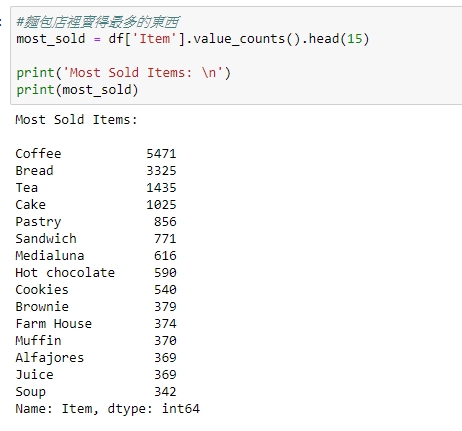 #麵包店裡賣得最多的東西
most_sold = df['Item'].value_counts().head(15)
print('Most Sold Items: \n')
print(most_sold)
Most Sold Items:
Coffee 5471
Bread 3325
Tea 1435
Cake 1025
Pastry 856
Sandwich 771
Medialuna 616
Hot chocolate 590
Cookies 540
Brownie 379
Farm House 374
Muffin 370
Alfajores 369
Juice 369
Soup 342
Name: Item, dtype: int64